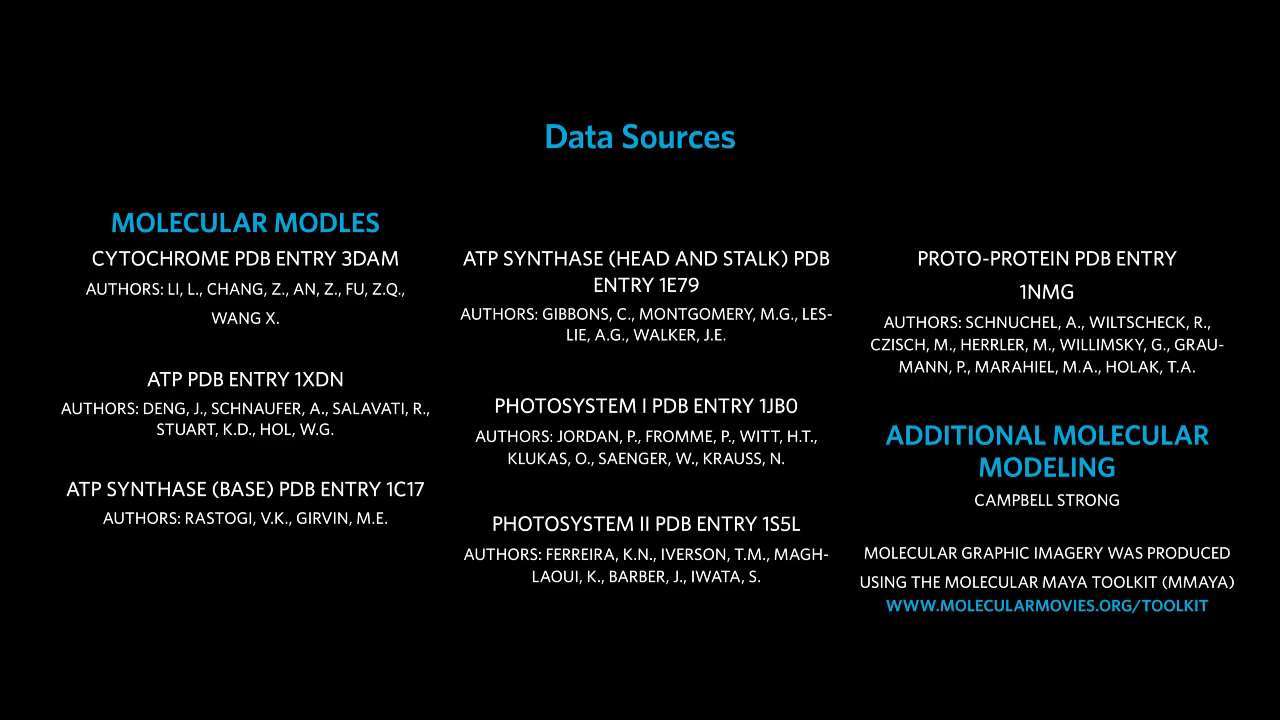 Data Sources
MOLECULAR MODLES
CYTOCHROME PDB ENTRY 3DAM
AUTHORS: LI, L., CHANG, Z., AN, Z., FU, Z.Q.,
WANG X.
ATP PDB ENTRY 1XDN
AUTHORS: DENG, J., SCHNAUFER, A., SALAVATI, R.,
STUART, K.D., HOL, W.G.
ATP SYNTHASE (BASE) PDB ENTRY 1C17
AUTHORS: RASTOGI, V.K., GIRVIN, M.E.
ATP SYNTHASE (HEAD AND STALK) PDB
ENTRY 1E79
AUTHORS: GIBBONS, C., MONTGOMERY, M.G., LES-
LIE, A.G., WALKER, J.E.
PHOTOSYSTEM I PDB ENTRY 1JB0
AUTHORS: JORDAN, P., FROMME, P., WITT, H.T.,
KLUKAS, O., SAENGER, W., KRAUSS, N.
PHOTOSYSTEM II PDB ENTRY 1S5L
AUTHORS: FERREIRA, K.N., IVERSON, T.M., MAGH-
LAOUI, K., BARBER, J., IWATA, S.
PROTO-PROTEIN PDB ENTRY
1NMG
AUTHORS: SCHNUCHEL, A., WILTSCHECK, R.,
CZISCH, M., HERRLER, M., WILLIMSKY, G., GRAU-
MANN, P., MARAHIEL, M.A., HOLAK, T.A.
ADDITIONAL MOLECULAR
MODELING
CAMPBELL STRONG
MOLECULAR GRAPHIC IMAGERY WAS PRODUCED
USING THE MOLECULAR MAYA TOOLKIT (MMAYA)
WWW.MOLECULARMOVIES.ORG/TOOLKIT